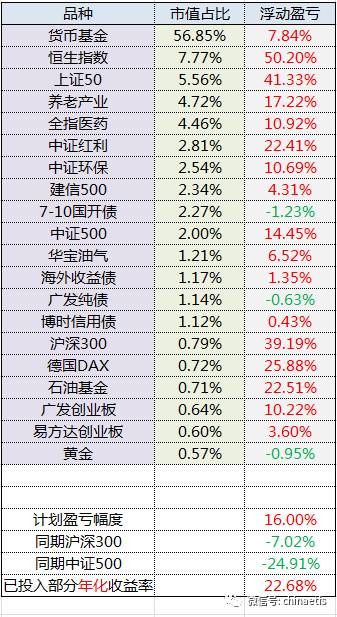 品种 市值占比 浮动盈亏
货币基金 56.85% 7.84%
恒生指数 7.77% 50.20%
上证50 5.56% 41.33%
养老产业 4.72% 17.22%
全指医药 4.46% 10.92%
中证红利 2.81% 22.41%
中证环保 2.54% 10.69%
建信500 2.34% 4.31%
7-10国开债 2.27% -1.23%
中证500 2.00% 14.45%
华宝油气 1.21% 6.52%
海外收益债 1.17% 1.35%
广发纯债 1.14% -0.63%
博时信用债 1.12% 0.43%
沪深300 0.79% 39.19%
德国DAX 0.72% 25.88%
石油基金 0.71% 22.51%
广发创业板 0.64% 10.22%
易方达创业板 0.60% 3.60%
黄金 0.57% -0.95%
计划盈亏幅度 16.00%
同期沪深300 -7.02%
同期中证500 -24.91%
已投入部分年化收益率 22.68%
微信号: chinaetfs